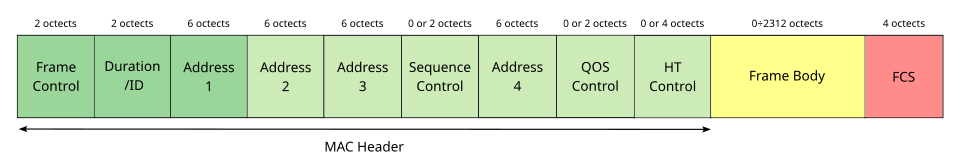 2 octects 2 octects 6 octects 6 octects 6 octects 0 or 2 octects 6 octects 0 or 2 octects 0 or 4 octects 0÷2312 octects 4 octects
Frame Control Duration /ID Address 1 Address 2 Address 3 Sequence Control Address 4 QOS Control HT Control Frame Body FCS
MAC Header